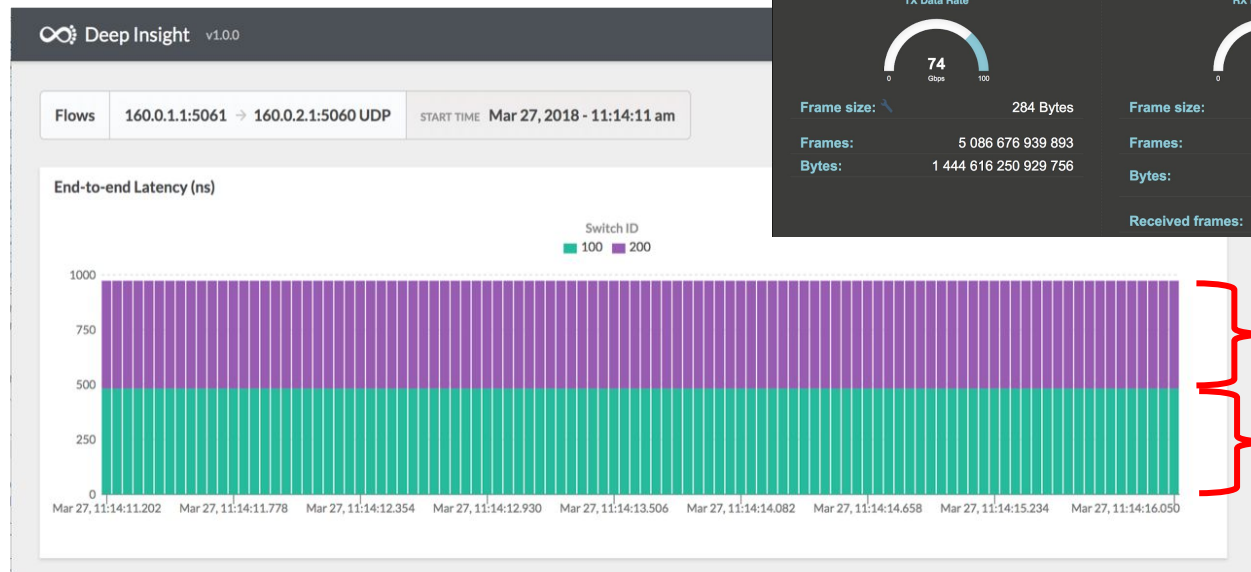 Deep Insight v1.0.0
Flows 160.0.1.1:5061 → 160.0.2.1:5060 UDP START TIME Mar 27, 2018 - 11:14:11 am
End-to-end Latency (ns)
Switch ID
100 200
1000
750
500
250
0
Mar 27, 11:14:11.202 Mar 27, 11:14:11.778 Mar 27, 11:14:12.354 Mar 27, 11:14:12.930 Mar 27, 11:14:13.506 Mar 27, 11:14:14.082 Mar 27, 11:14:14.658 Mar 27, 11:14:15.234 Mar 27, 11:14:16.050
TX Data Rate
74
Gbps
0 100
Frame size: 284 Bytes
Frames: 5 086 676 939 893
Bytes: 1 444 616 250 929 756
RX
0
Frame size:
Frames:
Bytes:
Received frames: